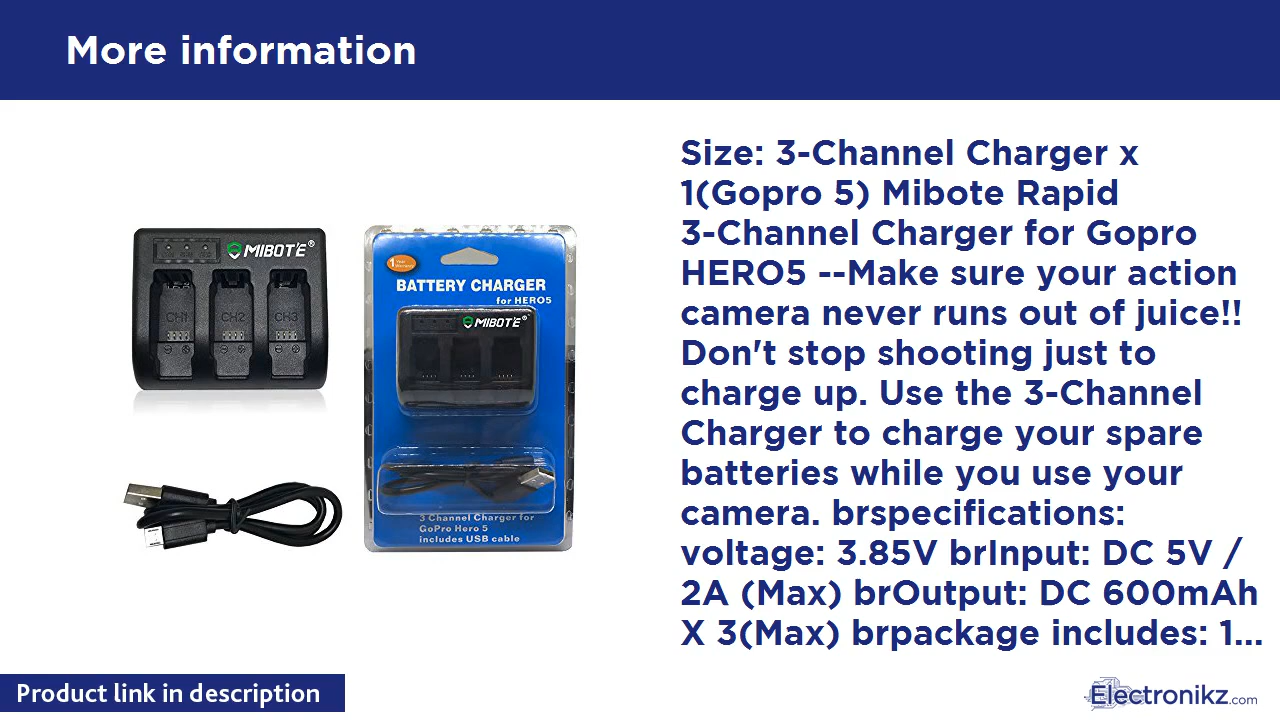 More information
MIBOTE®
CH1 CH2 CH3
1 Year Warranty
BATTERY CHARGER
for HERO5
MIBOTE®
3 Channel Charger for
GoPro Hero 5
includes USB cable
Size: 3-Channel Charger x
1(Gopro 5) Mibote Rapid
3-Channel Charger for Gopro
HERO5 --Make sure your action
camera never runs out of juice!!
Don't stop shooting just to
charge up. Use the 3-Channel
Charger to charge your spare
batteries while you use your
camera. brspecifications:
voltage: 3.85V brInput: DC 5V /
2A (Max) brOutput: DC 600mAh
X 3(Max) brpackage includes: 1...
Product link in description
Electronikz.com